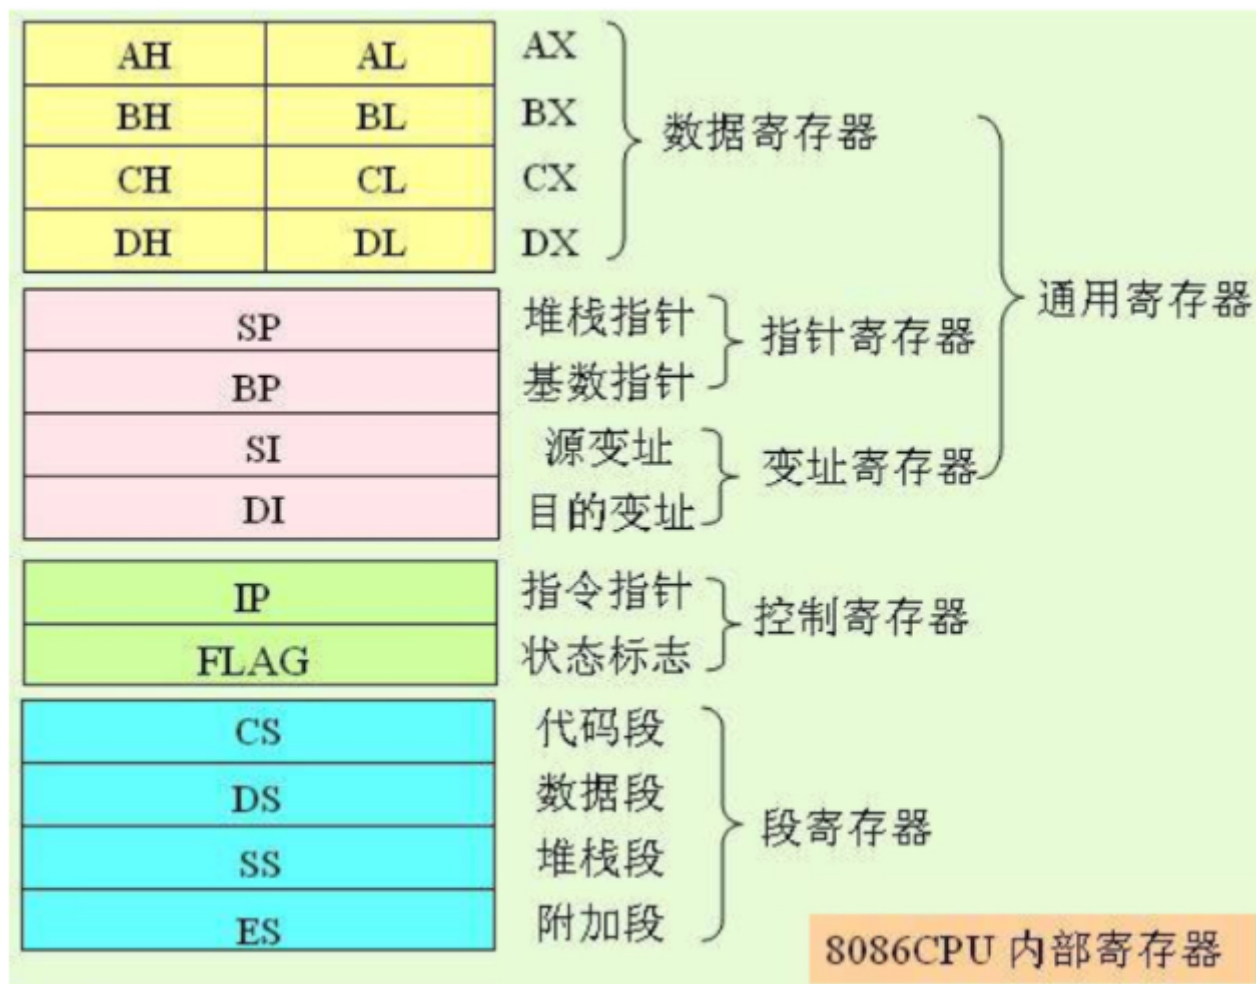 AH AL AX
BH BL BX
数据寄存器
CH CL CX
DH DL DX
通用寄存器
SP 堆栈指针
指针寄存器
BP 基数指针
SI 源变址
变址寄存器
DI 目的变址
IP 指令指针
控制寄存器
FLAG 状态标志
CS 代码段
DS 数据段
段寄存器
SS 堆栈段
ES 附加段
8086CPU 内部寄存器